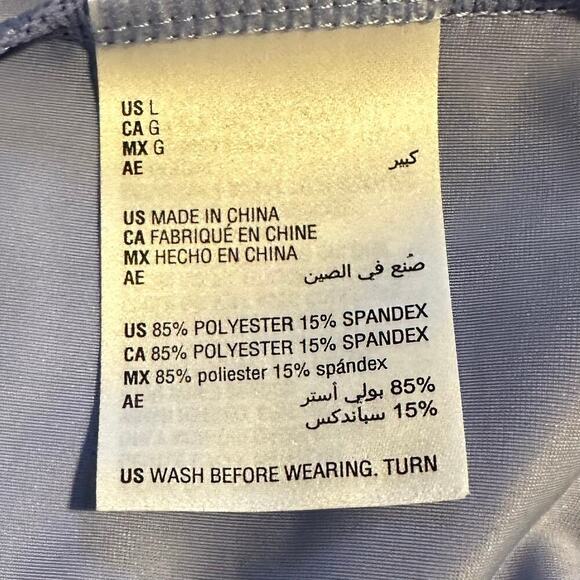 US L
CA G
MX G
AE كبير
US MADE IN CHINA
CA FABRIQUÉ EN CHINE
MX HECHO EN CHINA
AE صُنع في الصين
US 85% POLYESTER 15% SPANDEX
CA 85% POLYESTER 15% SPANDEX
MX 85% poliester 15% spándex
AE 85% بولي أستر
15% سباندكس
US WASH BEFORE WEARING. TURN